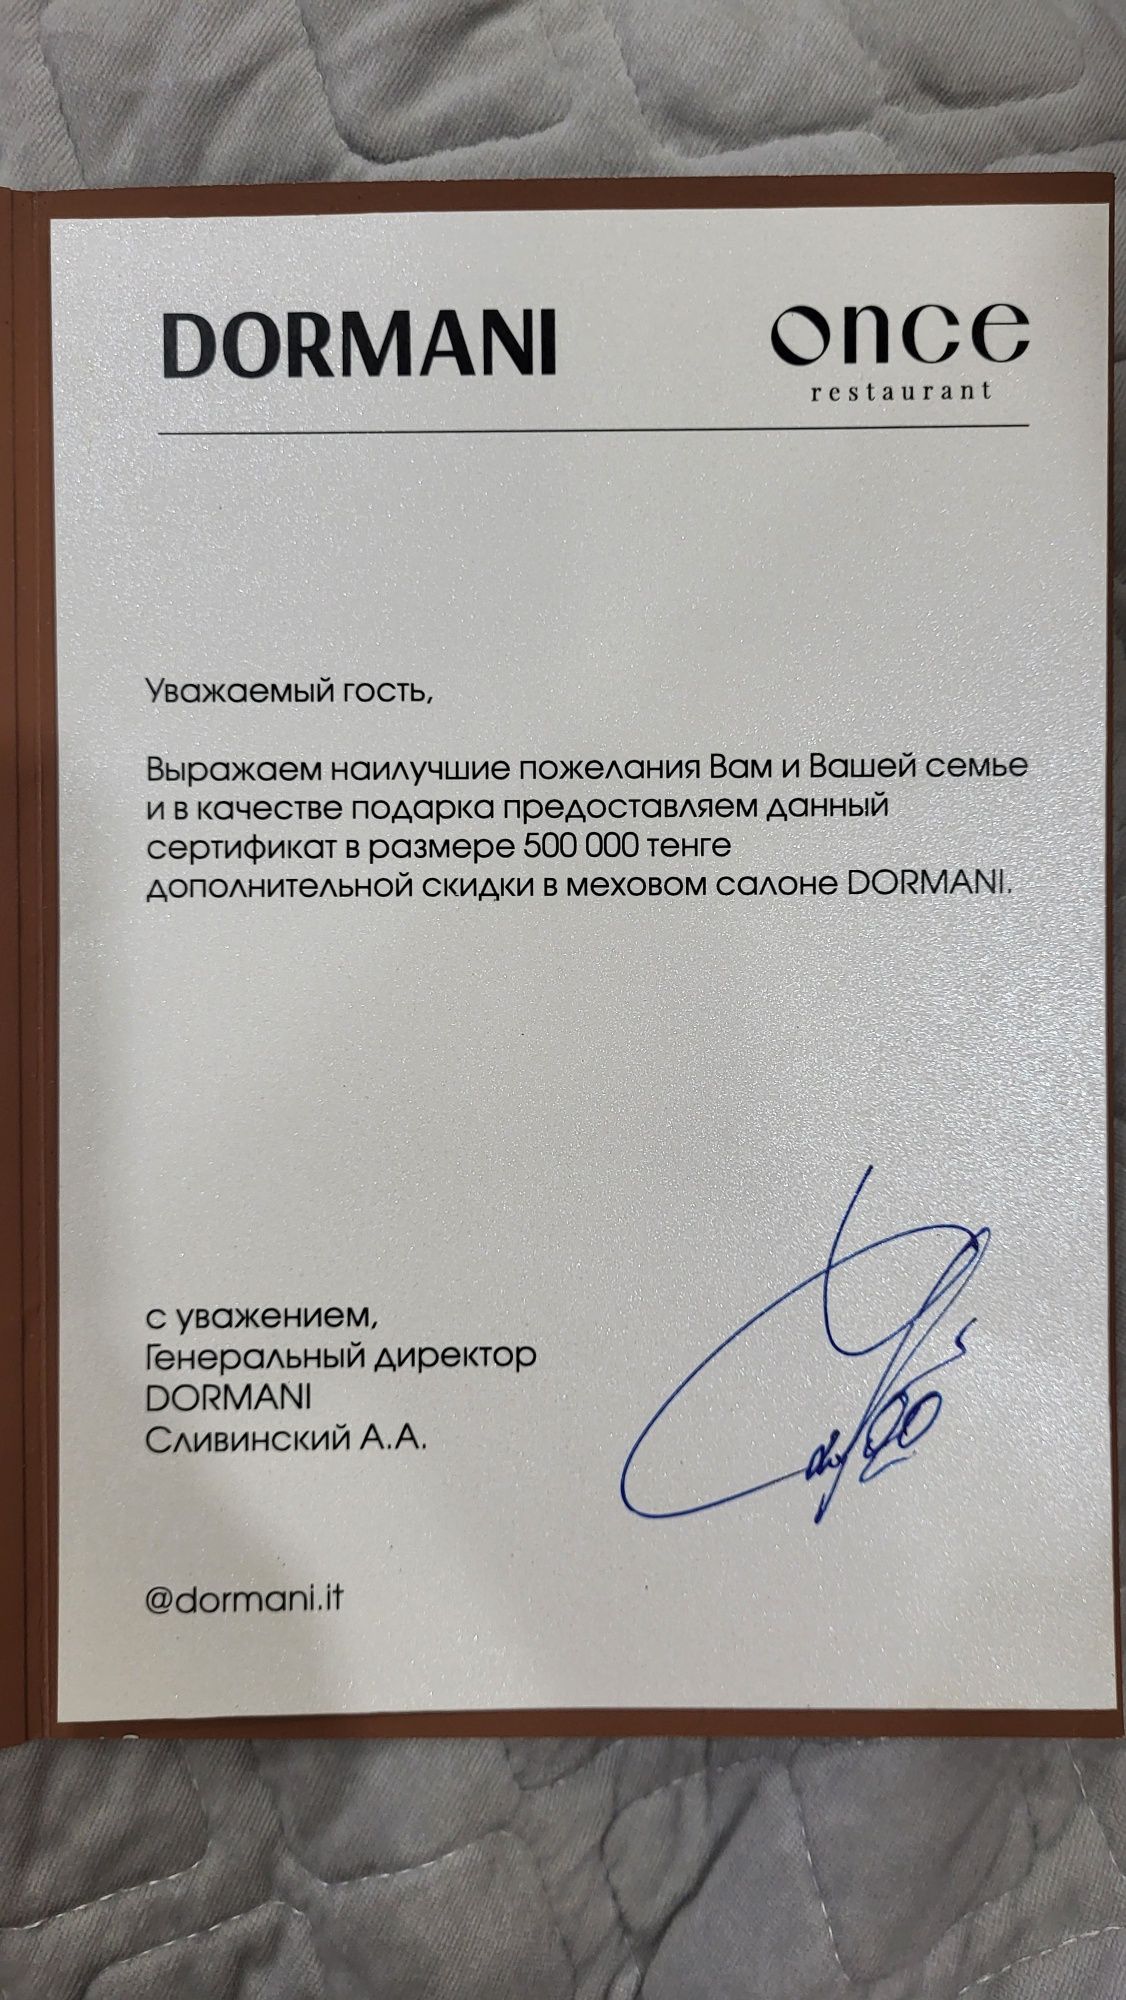 DORMANI
once
restaurant
Уважаемый гость,
Выражаем наилучшие пожелания Вам и Вашей семье
и в качестве подарка предоставляем данный
сертификат в размере 500 000 тенге
дополнительной скидки в меховом салоне DORMANI.
с уважением,
Генеральный директор
DORMANI
Сливинский А.А.
@dormani.it